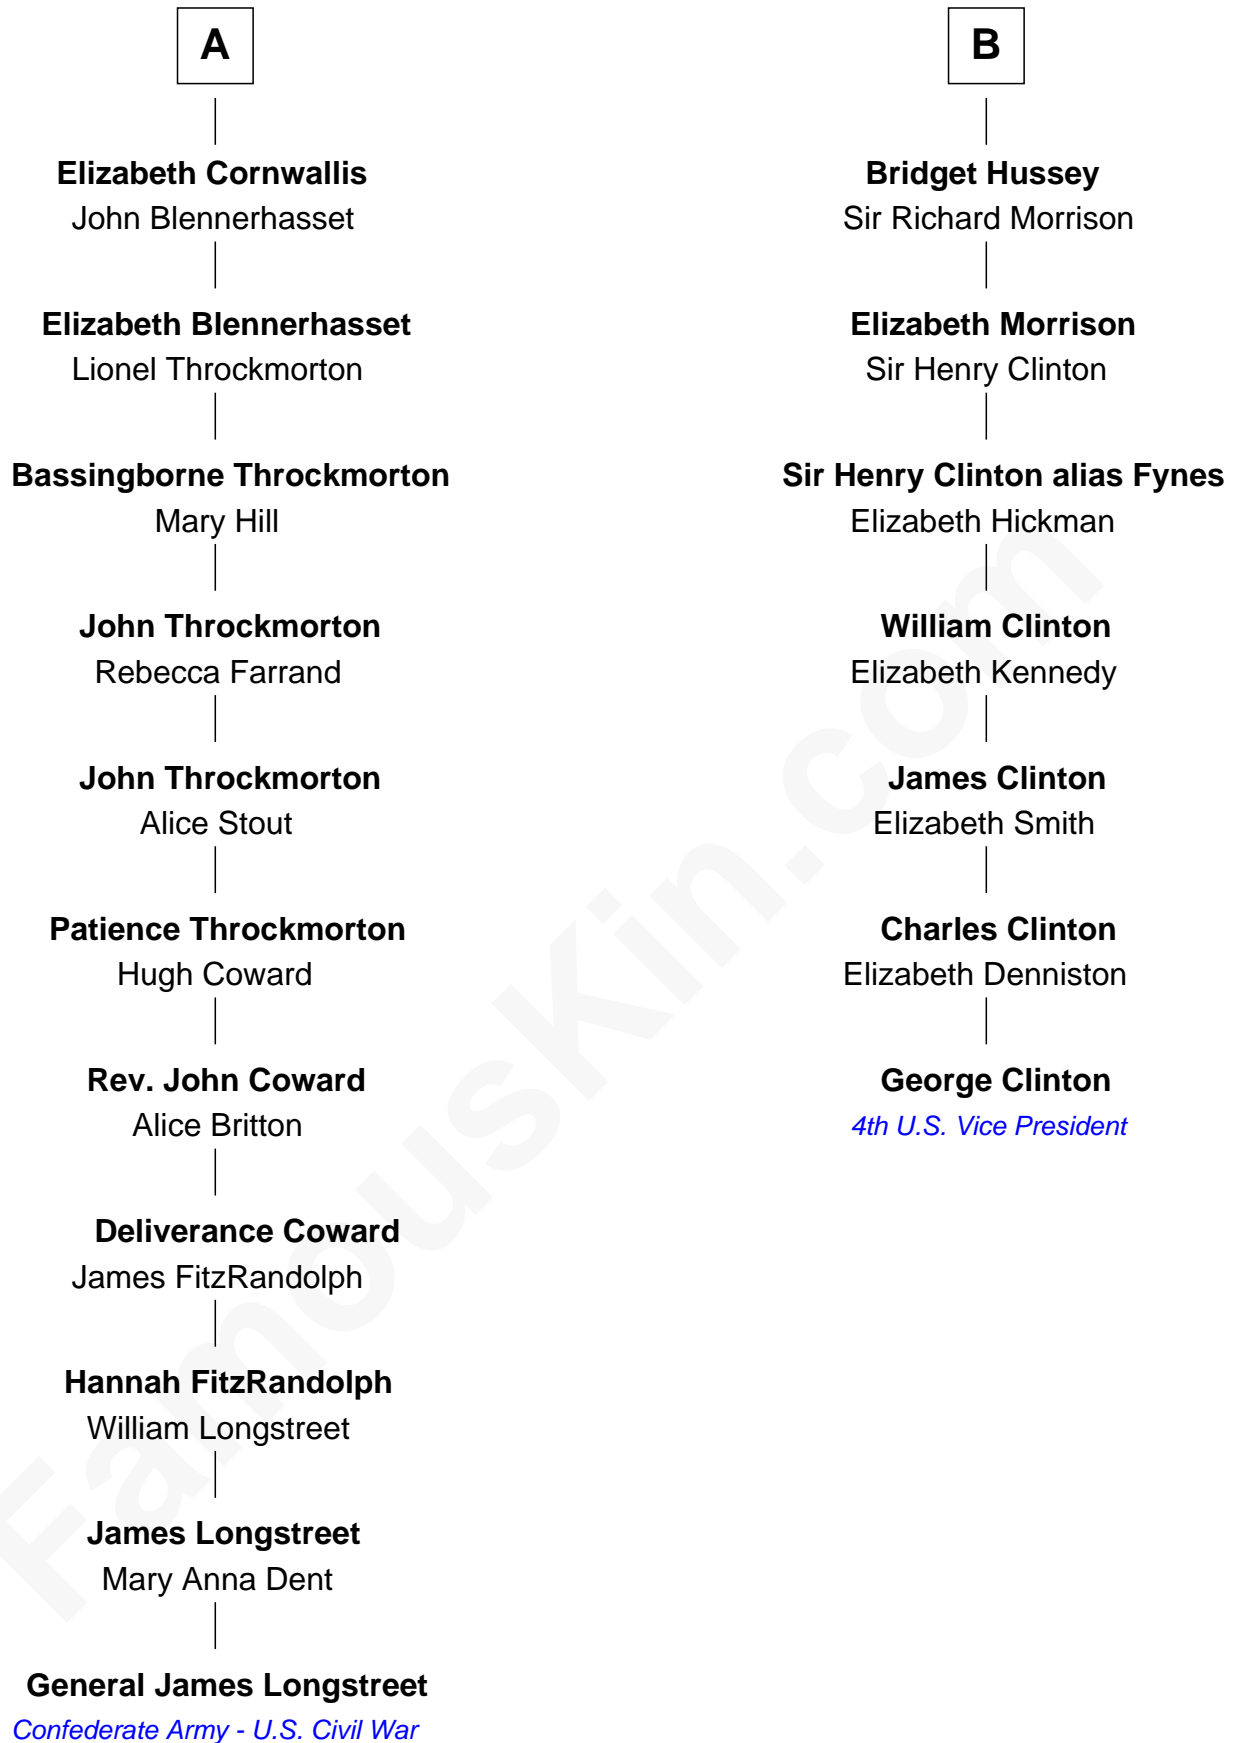 A
Elizabeth Cornwallis
John Blennerhasset
Elizabeth Blennerhasset
Lionel Throckmorton
Bassingborne Throckmorton
Mary Hill
John Throckmorton
Rebecca Farrand
John Throckmorton
Alice Stout
Patience Throckmorton
Hugh Coward
Rev. John Coward
Alice Britton
Deliverance Coward
James FitzRandolph
Hannah FitzRandolph
William Longstreet
James Longstreet
Mary Anna Dent
General James Longstreet
Confederate Army - U.S. Civil War
B
Bridget Hussey
Sir Richard Morrison
Elizabeth Morrison
Sir Henry Clinton
Sir Henry Clinton alias Fynes
Elizabeth Hickman
William Clinton
Elizabeth Kennedy
James Clinton
Elizabeth Smith
Charles Clinton
Elizabeth Denniston
George Clinton
4th U.S. Vice President
FamousKin.com